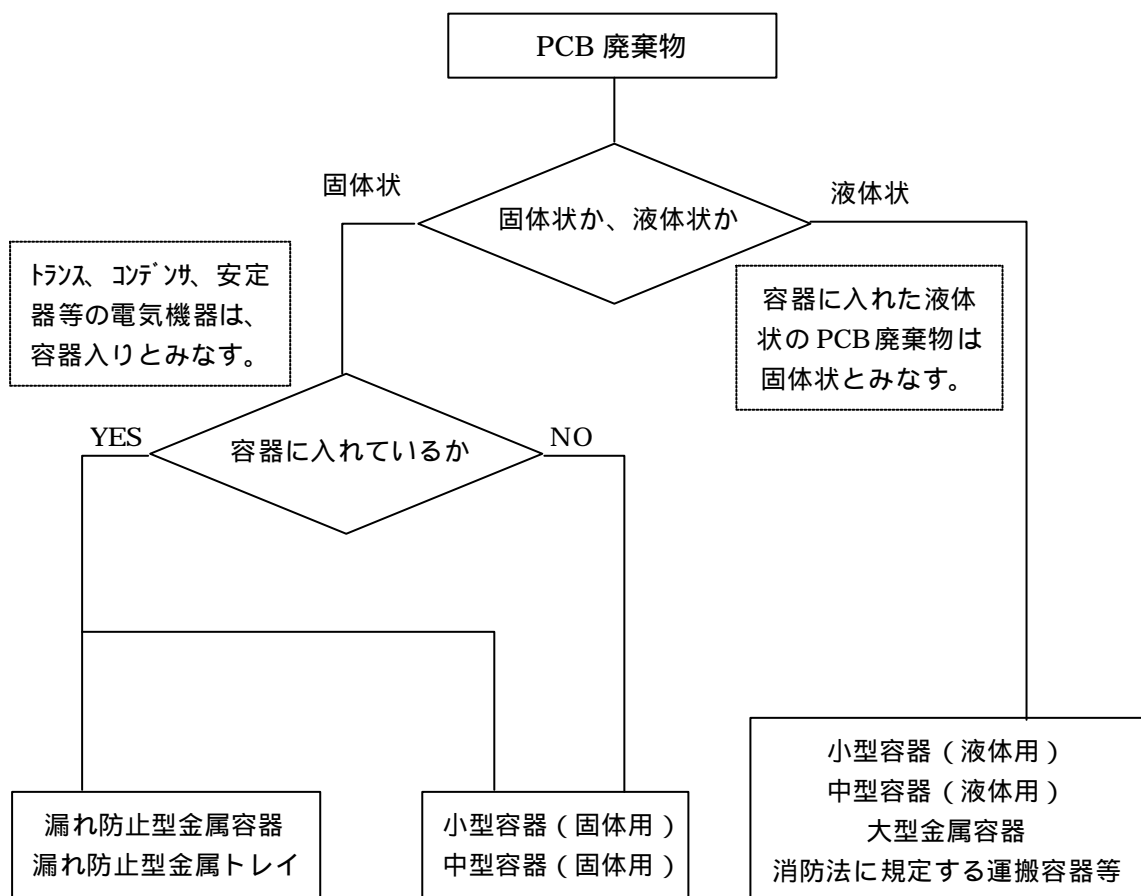 PCB 廃棄物
固体状
固体状か、液体状か
液体状
ﾄﾗﾝｽ、ｺﾝﾃﾞﾝｻ、安定
器等の電気機器は、
容器入りとみなす。
容器に入れた液体
状の PCB 廃棄物は
固体状とみなす。
YES
容器に入れているか
NO
漏れ防止型金属容器
漏れ防止型金属トレイ
小型容器（固体用）
中型容器（固体用）
小型容器（液体用）
中型容器（液体用）
大型金属容器
消防法に規定する運搬容器等